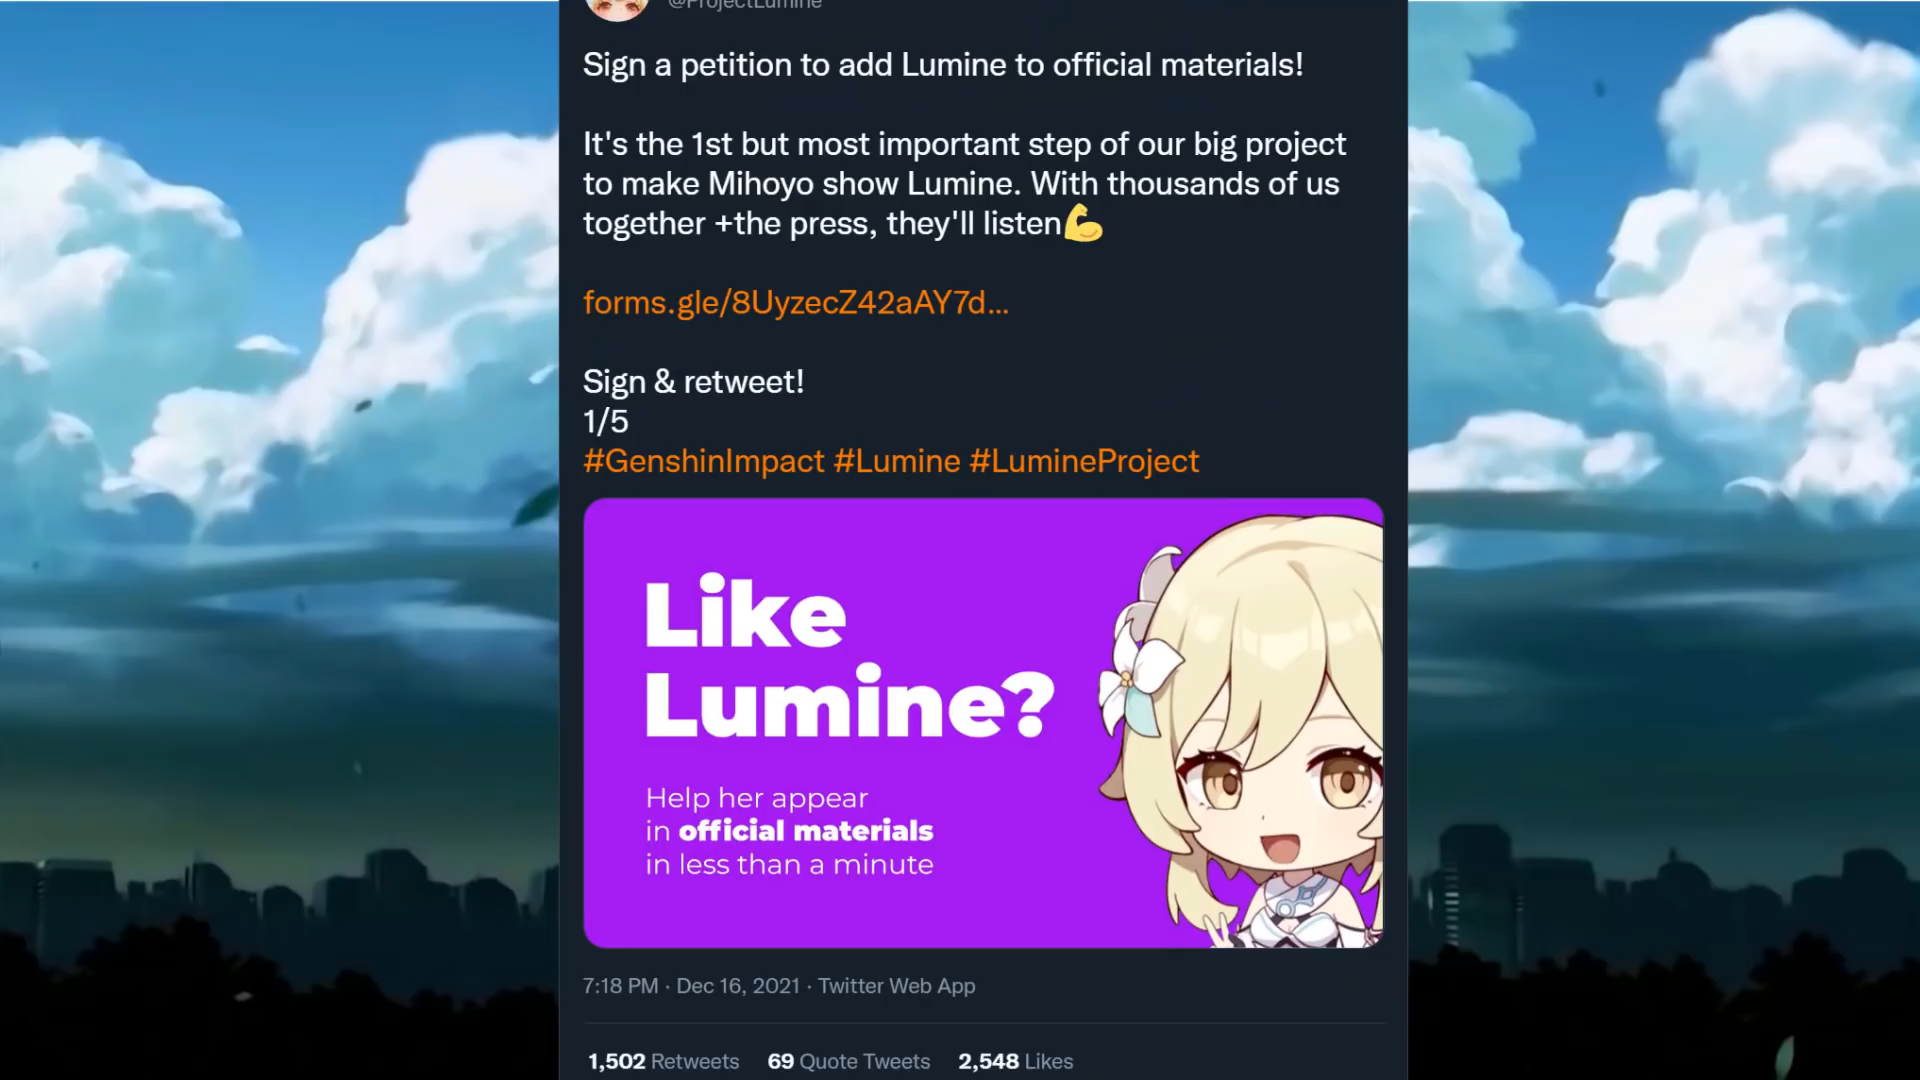 @ProjectLumine
Sign a petition to add Lumine to official materials!
It's the 1st but most important step of our big project
to make Mihoyo show Lumine. With thousands of us
together +the press, they'll listen💪
forms.gle/8UyzecZ42aAY7d...
Sign & retweet!
1/5
#GenshinImpact #Lumine #LumineProject
Like
Lumine?
Help her appear
in official materials
in less than a minute
7:18 PM · Dec 16, 2021 · Twitter Web App
1,502 Retweets 69 Quote Tweets 2,548 Likes